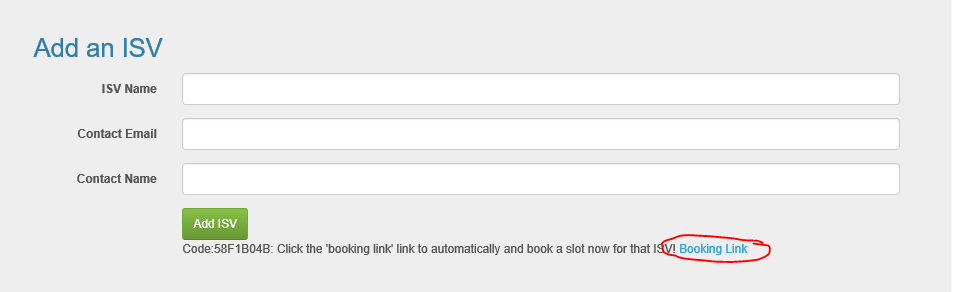 Add an ISV
ISV Name
Contact Email
Contact Name
Add ISV
Code:58F1B04B: Click the 'booking link' link to automatically and book a slot now for that ISV! Booking Link